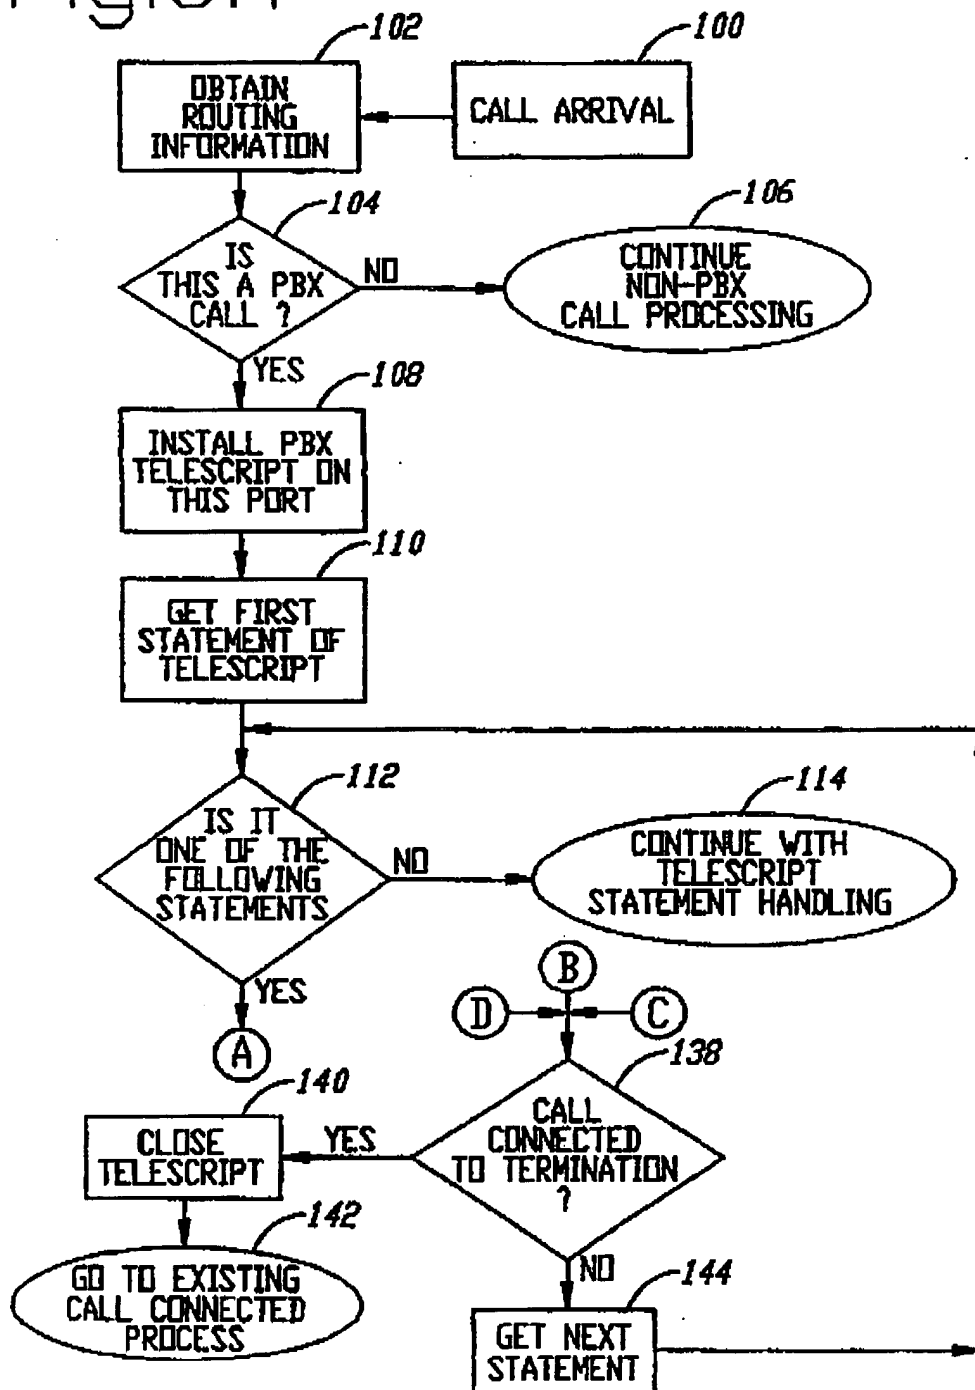 102
100
OBTAIN
ROUTING
INFORMATION
CALL ARRIVAL
104
106
IS
THIS A PBX
CALL ?
NO
CONTINUE
NON-PBX
CALL PROCESSING
YES
108
INSTALL PBX
TELESCRIPT ON
THIS PORT
110
GET FIRST
STATEMENT OF
TELESCRIPT
112
114
IS IT
ONE OF THE
FOLLOWING
STATEMENTS
NO
CONTINUE WITH
TELESCRIPT
STATEMENT HANDLING
YES
A
B
D
C
138
CALL
CONNECTED
TO TERMINATION
?
YES
140
CLOSE
TELESCRIPT
142
GO TO EXISTING
CALL CONNECTED
PROCESS
NO
144
GET NEXT
STATEMENT